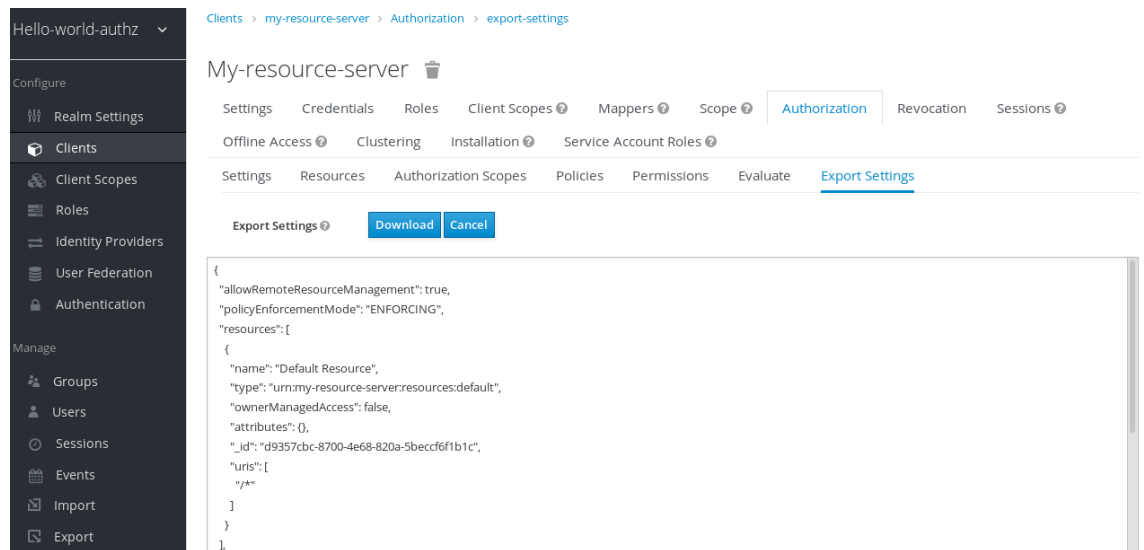 Hello-world-authz
Configure
Realm Settings
Clients
Client Scopes
Roles
Identity Providers
User Federation
Authentication
Manage
Groups
Users
Sessions
Events
Import
Export
Clients > my-resource-server > Authorization > export-settings
My-resource-server
Settings Credentials Roles Client Scopes Mappers Scope Authorization Revocation Sessions
Offline Access Clustering Installation Service Account Roles
Settings Resources Authorization Scopes Policies Permissions Evaluate Export Settings
Export Settings Download Cancel
{
"allowRemoteResourceManagement": true,
"policyEnforcementMode": "ENFORCING",
"resources": [
{
"name": "Default Resource",
"type": "urn:my-resource-server:resources:default",
"ownerManagedAccess": false,
"attributes": {},
"_id": "d9357cbc-8700-4e68-820a-5beccf6f1b1c",
"uris": [
"/*"
]
}
],